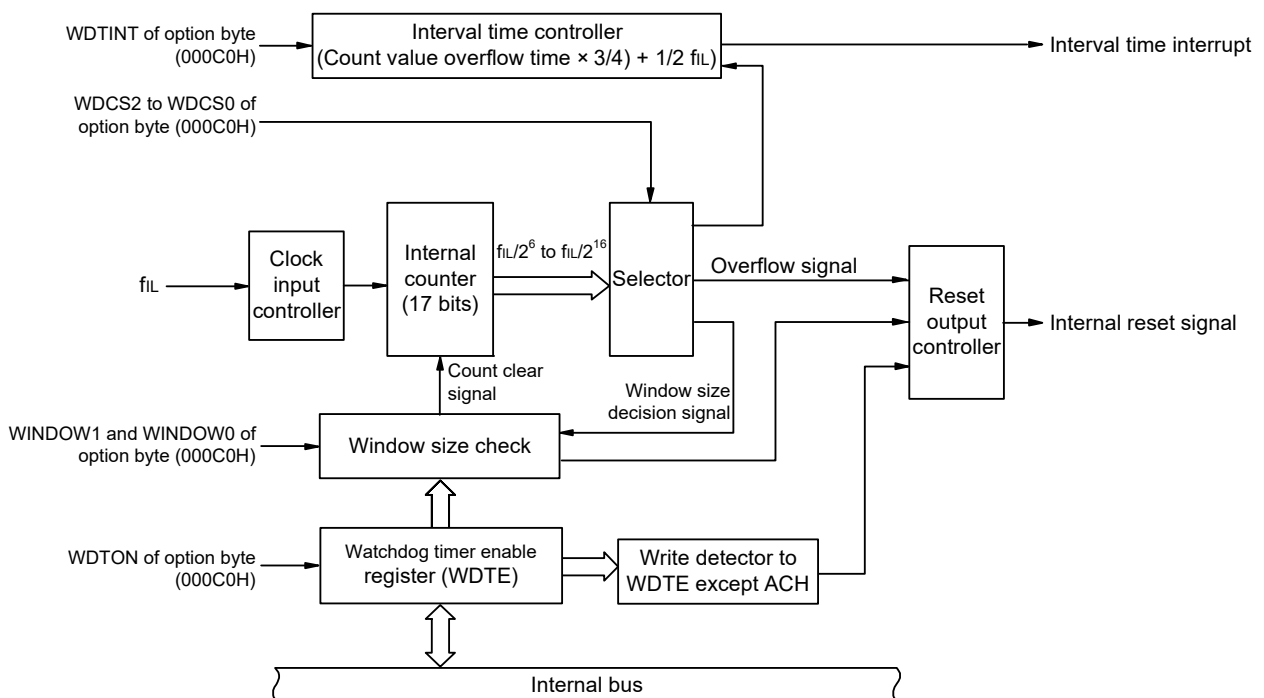 WDTINT of option byte
(000C0H)
Interval time controller
(Count value overflow time × 3/4) + 1/2 fIL)
Interval time interrupt
WDCS2 to WDCS0 of
option byte (000C0H)
fIL
Clock
input
controller
Internal
counter
(17 bits)
fIL/2⁶ to fIL/2¹⁶
Selector
Overflow signal
Reset
output
controller
Internal reset signal
Count clear
signal
Window size
decision signal
WINDOW1 and WINDOW0 of
option byte (000C0H)
Window size check
WDTON of option byte
(000C0H)
Watchdog timer enable
register (WDTE)
Write detector to
WDTE except ACH
Internal bus